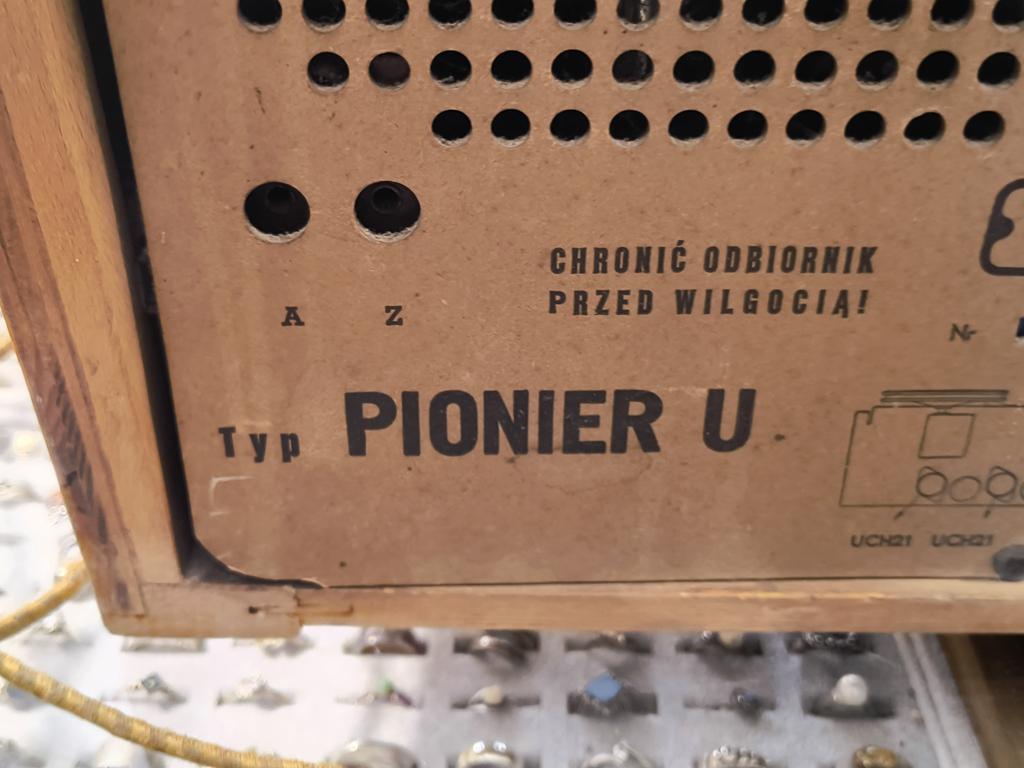 CHRONIĆ ODBIORNIK
PRZED WILGOCIĄ!
A Z
Nr
Typ PIONIER U
UCH21 UCH21